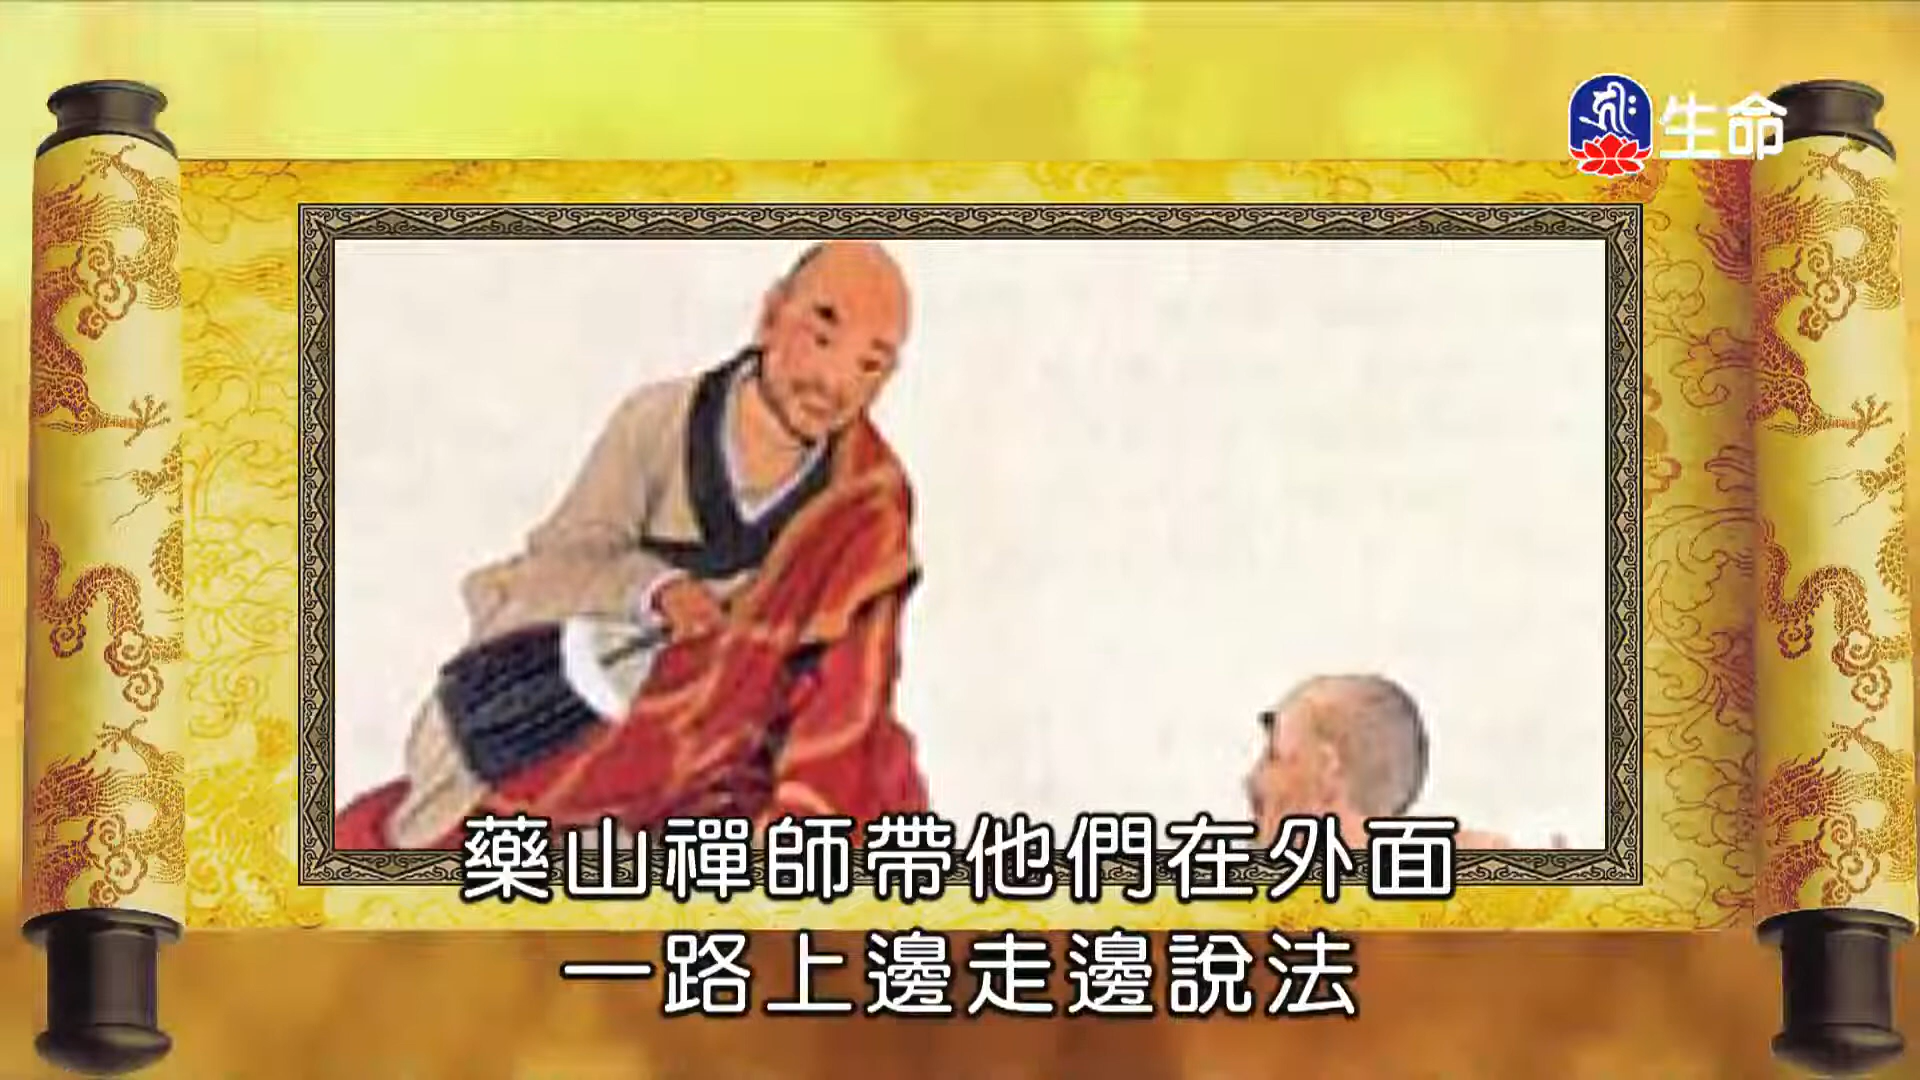 生命
藥山禪師帶他們在外面
一路上邊走邊說法